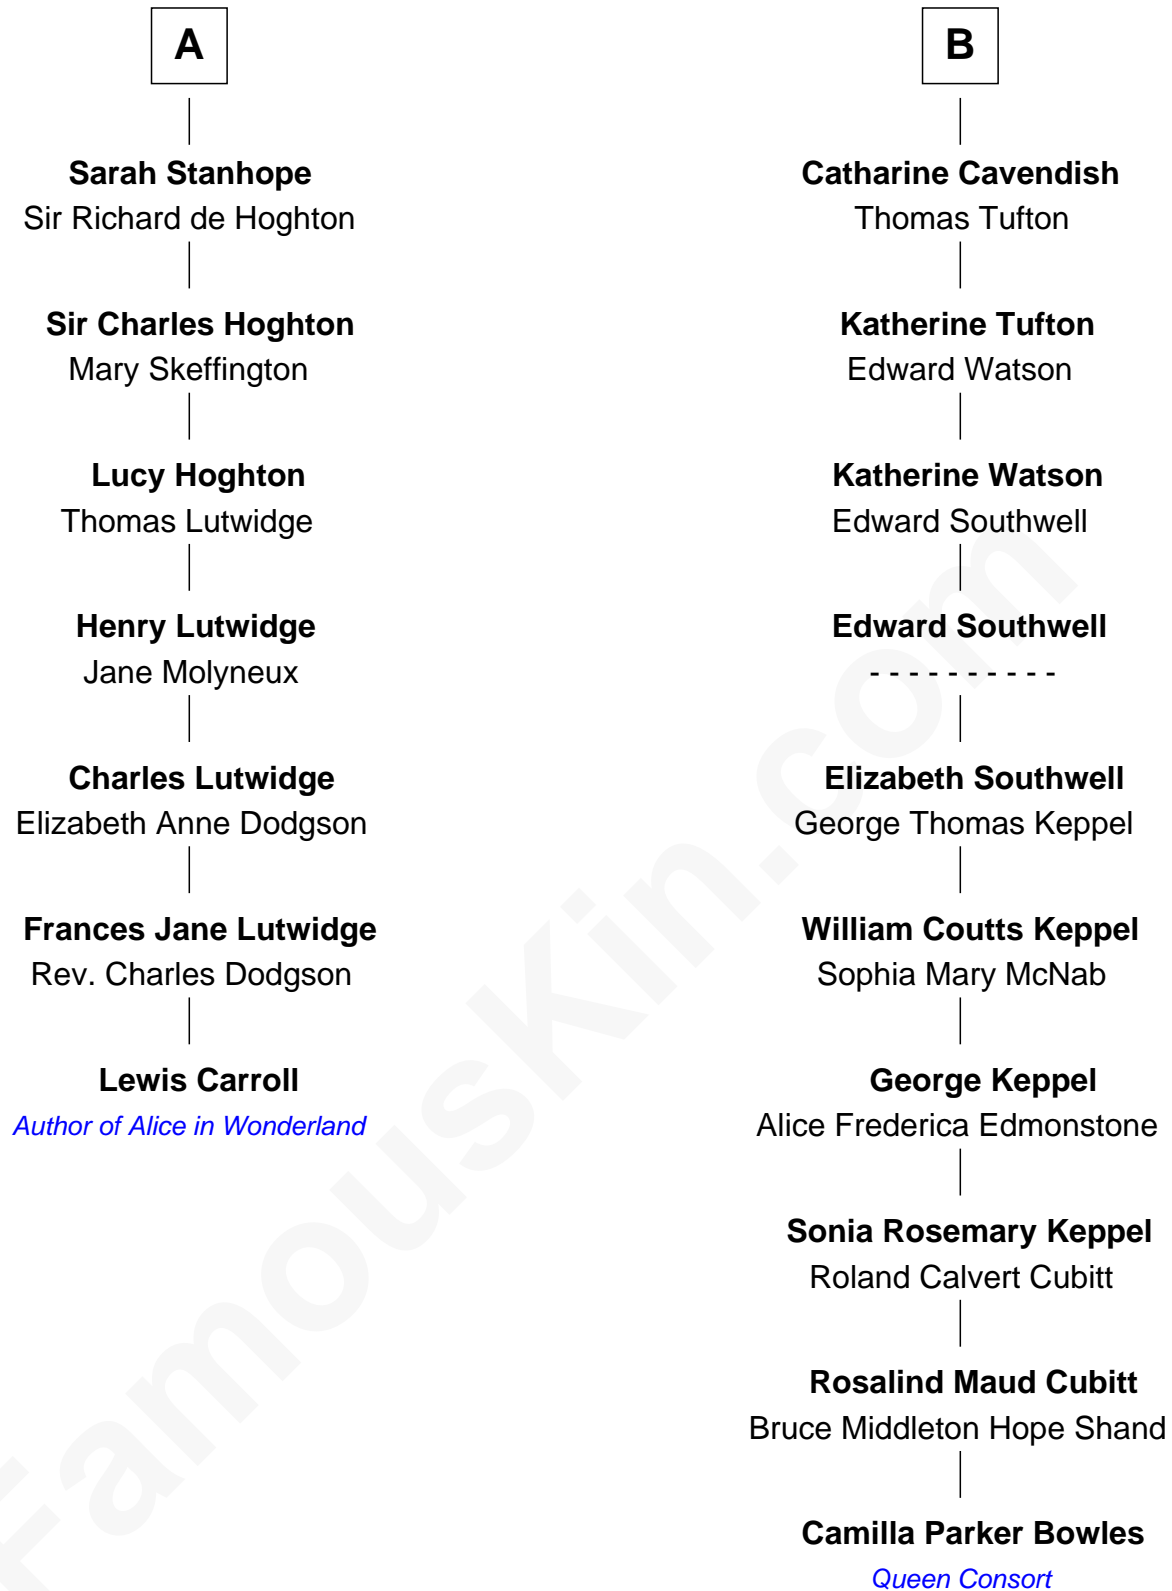 A
Sarah Stanhope
Sir Richard de Hoghton
Sir Charles Hoghton
Mary Skeffington
Lucy Hoghton
Thomas Lutwidge
Henry Lutwidge
Jane Molyneux
Charles Lutwidge
Elizabeth Anne Dodgson
Frances Jane Lutwidge
Rev. Charles Dodgson
Lewis Carroll
Author of Alice in Wonderland
B
Catharine Cavendish
Thomas Tufton
Katherine Tufton
Edward Watson
Katherine Watson
Edward Southwell
Edward Southwell
- - - - - - - - - -
Elizabeth Southwell
George Thomas Keppel
William Coutts Keppel
Sophia Mary McNab
George Keppel
Alice Frederica Edmonstone
Sonia Rosemary Keppel
Roland Calvert Cubitt
Rosalind Maud Cubitt
Bruce Middleton Hope Shand
Camilla Parker Bowles
Queen Consort
FamousKin.com